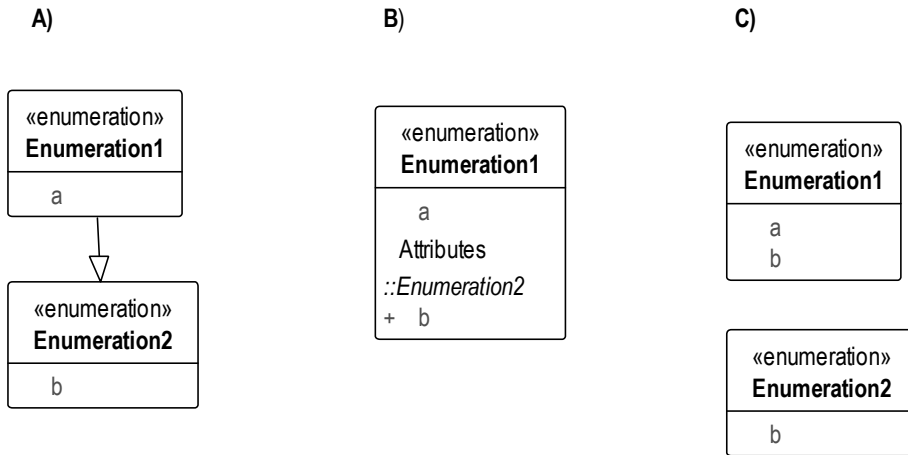 A)
«enumeration»
Enumeration1
a
«enumeration»
Enumeration2
b
B)
«enumeration»
Enumeration1
a
Attributes
::Enumeration2
+ b
C)
«enumeration»
Enumeration1
a
b
«enumeration»
Enumeration2
b